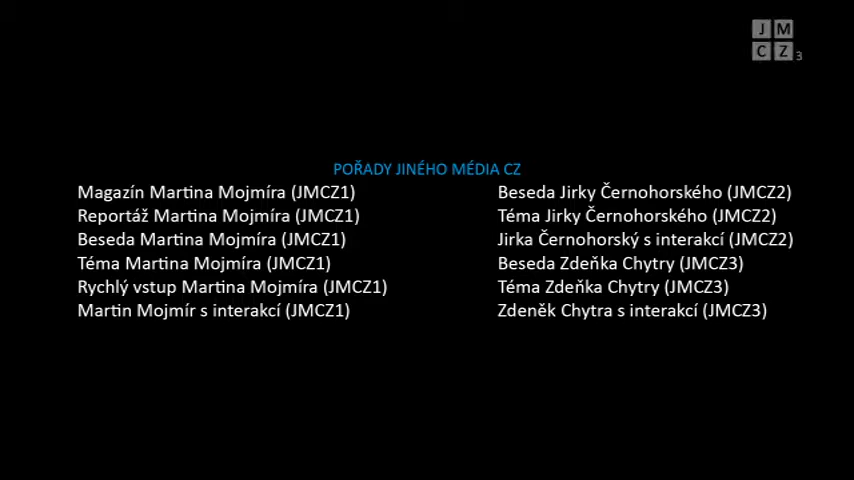 J M
C Z 3
POŘADY JINÉHO MÉDIA CZ
Magazín Martina Mojmíra (JMCZ1)
Reportáž Martina Mojmíra (JMCZ1)
Beseda Martina Mojmíra (JMCZ1)
Téma Martina Mojmíra (JMCZ1)
Rychlý vstup Martina Mojmíra (JMCZ1)
Martin Mojmír s interakcí (JMCZ1)
Beseda Jirky Černohorského (JMCZ2)
Téma Jirky Černohorského (JMCZ2)
Jirka Černohorský s interakcí (JMCZ2)
Beseda Zdeňka Chytry (JMCZ3)
Téma Zdeňka Chytry (JMCZ3)
Zdeněk Chytra s interakcí (JMCZ3)